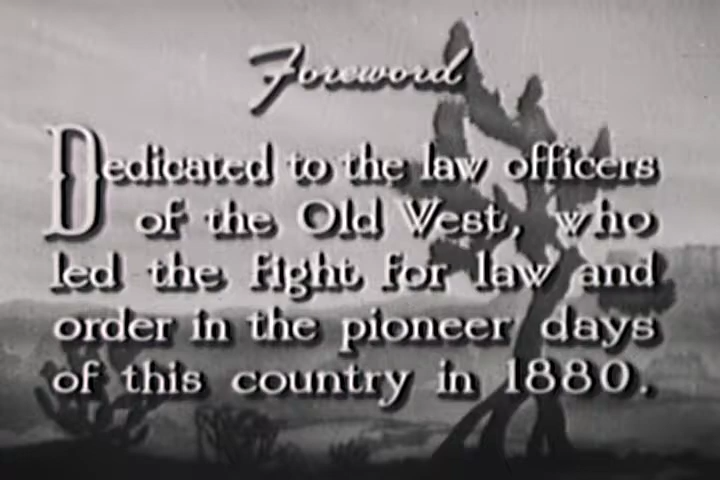 Foreword
Dedicated to the law officers
of the Old West, who
led the fight for law and
order in the pioneer days
of this country in 1880.